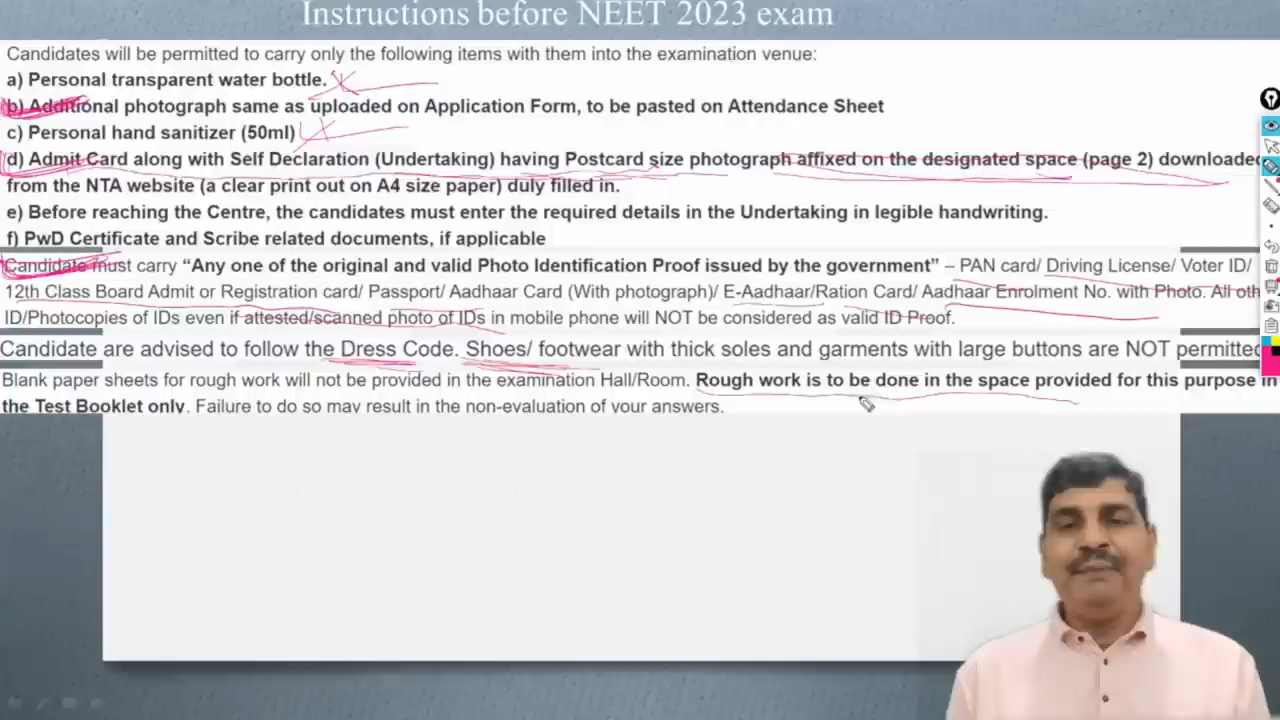 Instructions before NEET 2023 exam
Candidates will be permitted to carry only the following items with them into the examination venue:
a) Personal transparent water bottle.
b) Additional photograph same as uploaded on Application Form, to be pasted on Attendance Sheet
c) Personal hand sanitizer (50ml)
d) Admit Card along with Self Declaration (Undertaking) having Postcard size photograph affixed on the designated space (page 2) downloaded
from the NTA website (a clear print out on A4 size paper) duly filled in.
e) Before reaching the Centre, the candidates must enter the required details in the Undertaking in legible handwriting.
f) PwD Certificate and Scribe related documents, if applicable
Candidate must carry “Any one of the original and valid Photo Identification Proof issued by the government” – PAN card/ Driving License/ Voter ID/
12th Class Board Admit or Registration card/ Passport/ Aadhaar Card (With photograph)/ E-Aadhaar/Ration Card/ Aadhaar Enrolment No. with Photo. All oth
ID/Photocopies of IDs even if attested/scanned photo of IDs in mobile phone will NOT be considered as valid ID Proof.
Candidate are advised to follow the Dress Code. Shoes/ footwear with thick soles and garments with large buttons are NOT permitted
Blank paper sheets for rough work will not be provided in the examination Hall/Room. Rough work is to be done in the space provided for this purpose in
the Test Booklet only. Failure to do so may result in the non-evaluation of your answers.